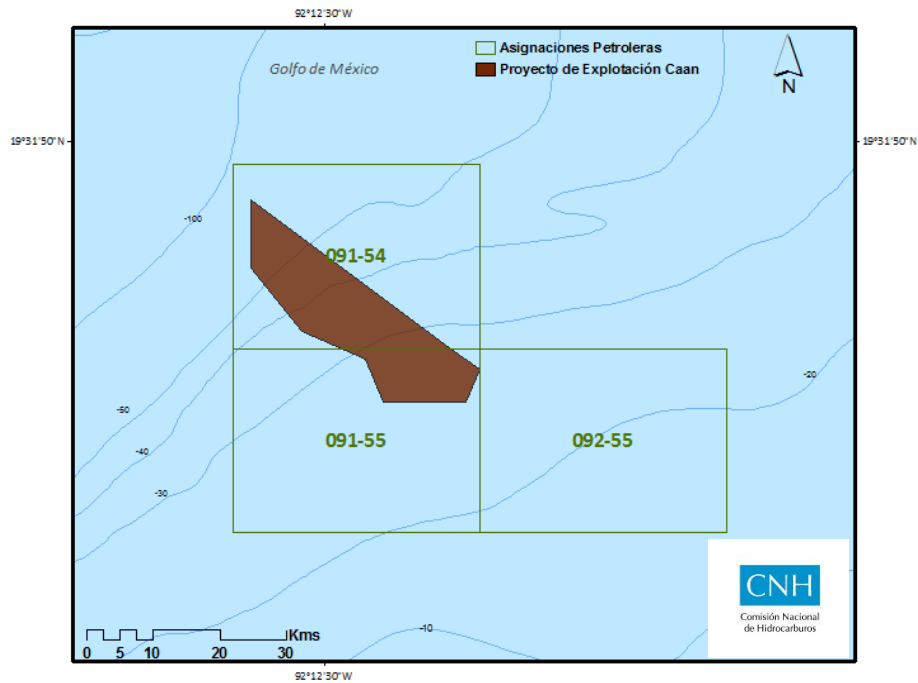 92°12'30"W
Golfo de México
Asignaciones Petroleras
Proyecto de Explotación Caan
N
19°31'50"N
19°31'50"N
-100
091-54
-20
-50
091-55
092-55
-40
-30
CNH
Comisión Nacional
de Hidrocarburos
-10
Kms
0 5 10 20 30
92°12'30"W